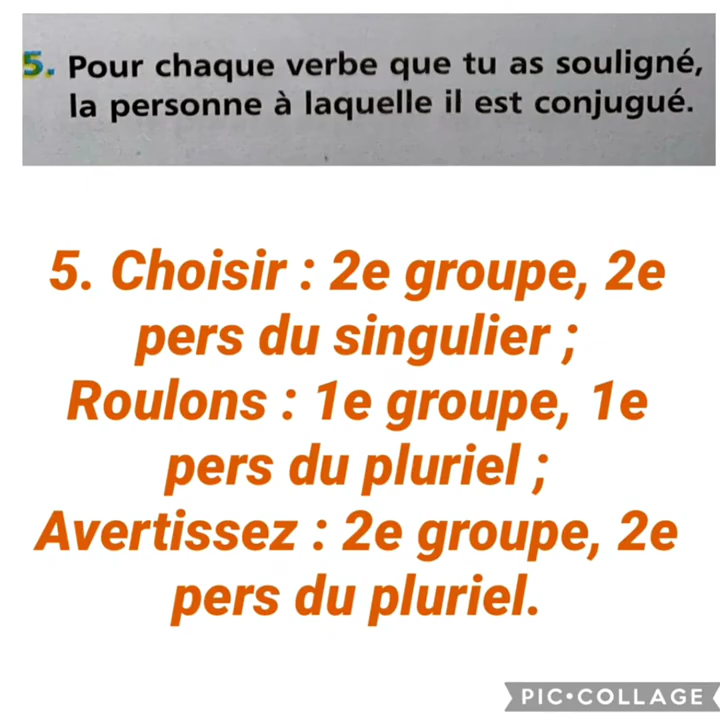 5. Pour chaque verbe que tu as souligné,
la personne à laquelle il est conjugué.
5. Choisir : 2e groupe, 2e
pers du singulier ;
Roulons : 1e groupe, 1e
pers du pluriel ;
Avertissez : 2e groupe, 2e
pers du pluriel.
PIC•COLLAGE